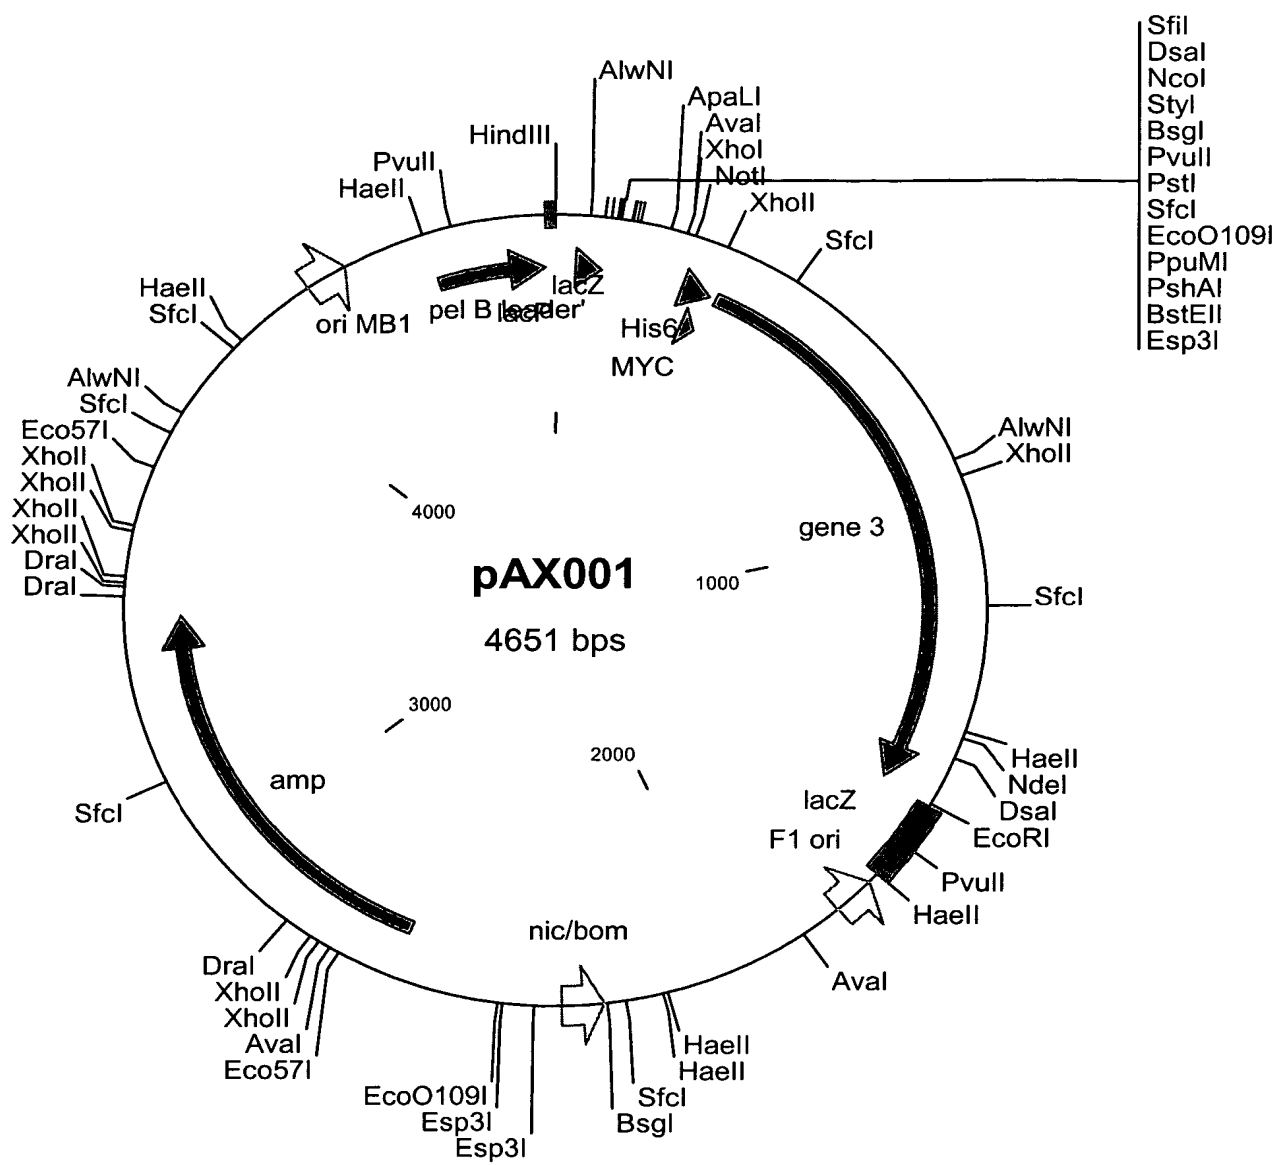 SfiI
DsaI
NcoI
StyI
BsgI
PvuII
PstI
SfcI
EcoO109I
PpuMI
PshAI
BstEII
Esp3I
AlwNI
ApaLI
AvaI
XhoI
NotI
XhoII
SfcI
HindIII
PvuII
HaeII
HaeII
SfcI
AlwNI
SfcI
Eco57I
XhoII
XhoII
XhoII
XhoII
DraI
DraI
ori MB1
pel B leader'
lacP
lacZ
His6
MYC
AlwNI
XhoII
gene 3
4000
1000
pAX001
4651 bps
SfcI
3000
2000
amp
SfcI
HaeII
NdeI
DsaI
EcoRI
PvuII
HaeII
lacZ
F1 ori
AvaI
nic/bom
DraI
XhoII
XhoII
AvaI
Eco57I
EcoO109I
Esp3I
Esp3I
HaeII
HaeII
SfcI
BsgI